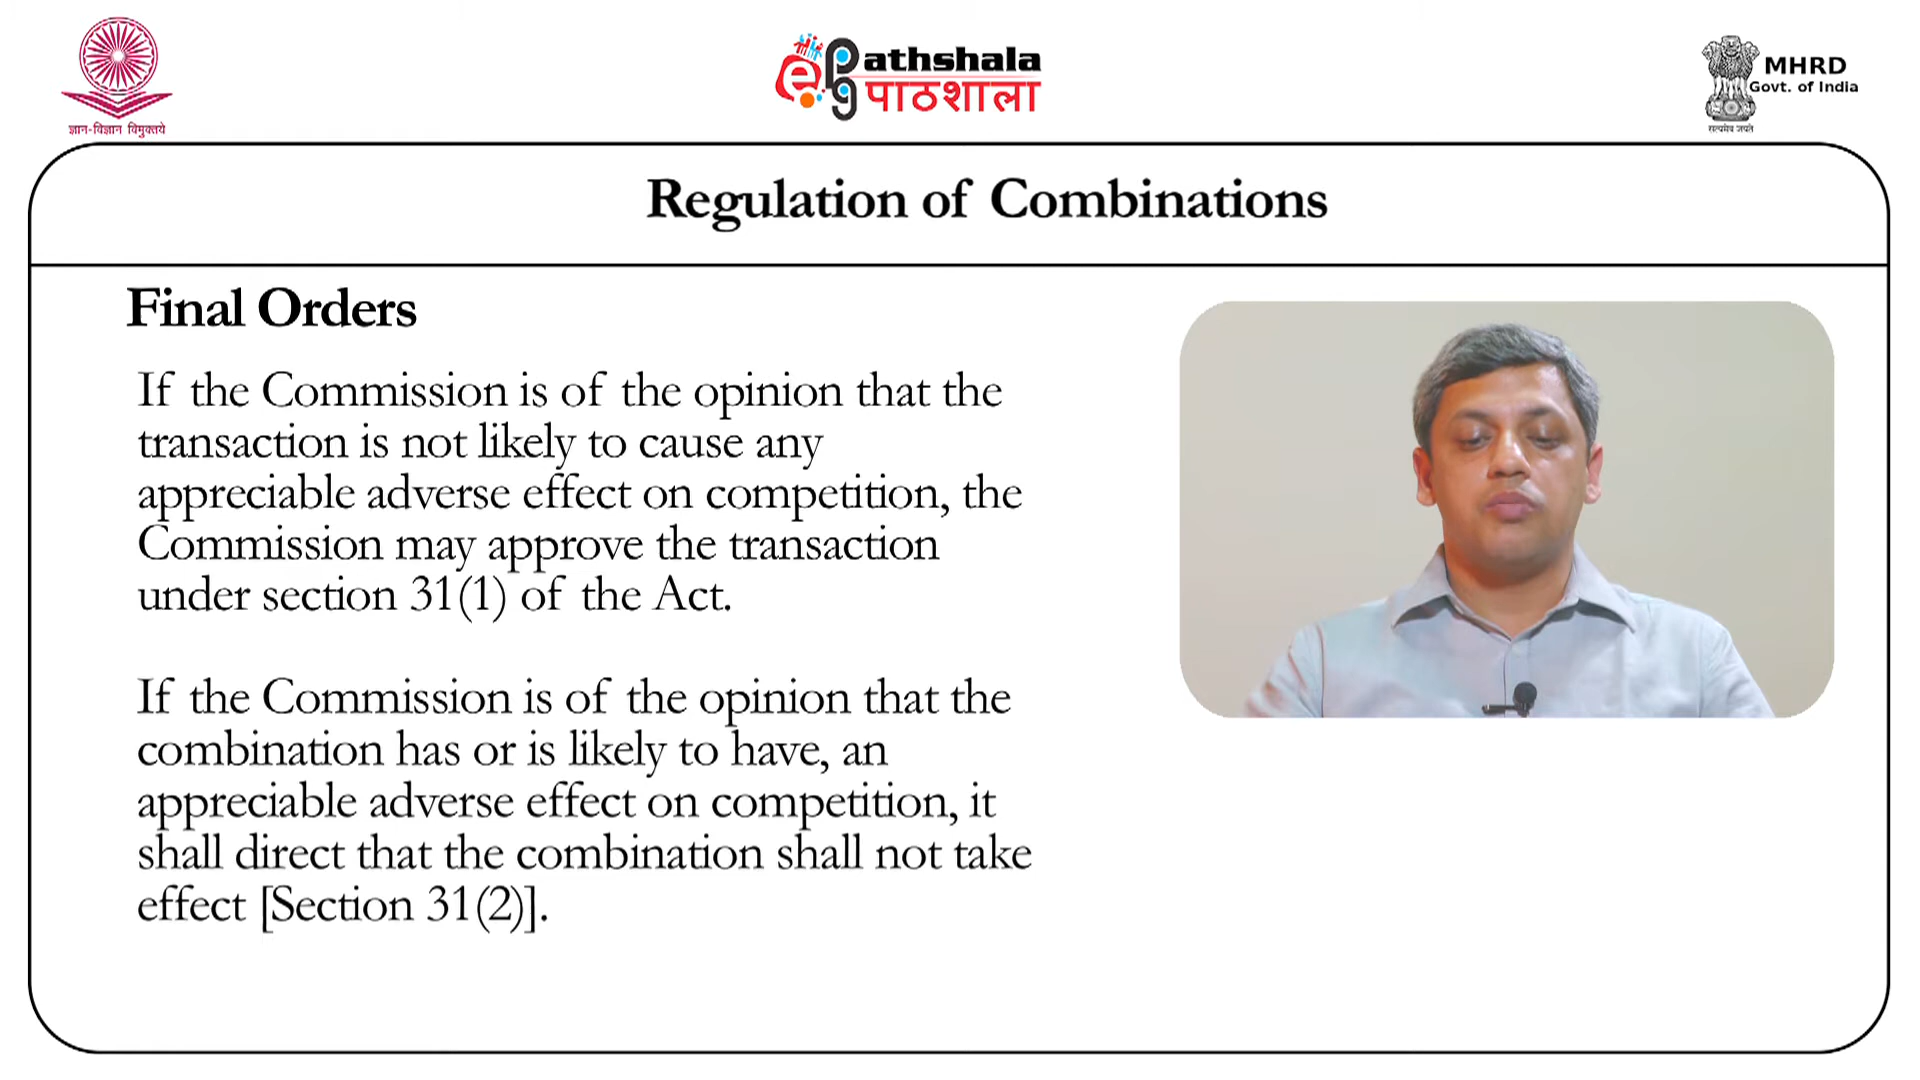 ज्ञान-विज्ञान विमुक्तये
ePGathshala
पाठशाला
MHRD
Govt. of India
सत्यमेव जयते
Regulation of Combinations
Final Orders
If the Commission is of the opinion that the
transaction is not likely to cause any
appreciable adverse effect on competition, the
Commission may approve the transaction
under section 31(1) of the Act.
If the Commission is of the opinion that the
combination has or is likely to have, an
appreciable adverse effect on competition, it
shall direct that the combination shall not take
effect [Section 31(2)].